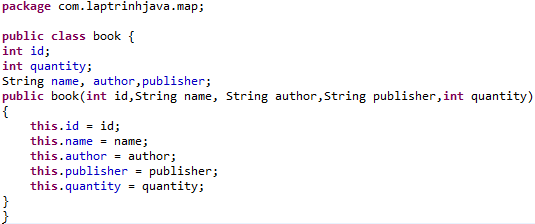 package com.laptrinhjava.map;
public class book {
int id;
int quantity;
String name, author,publisher;
public book(int id,String name, String author,String publisher,int quantity)
{
    this.id = id;
    this.name = name;
    this.author = author;
    this.publisher = publisher;
    this.quantity = quantity;
}
}